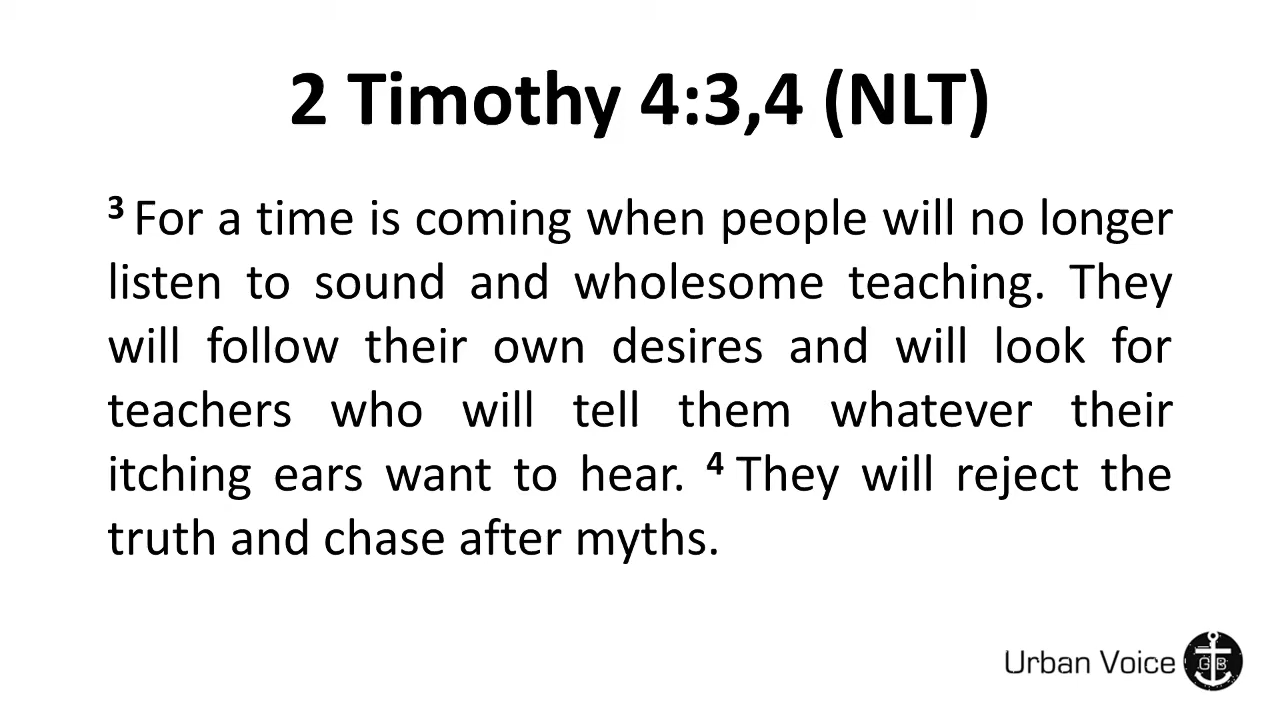 2 Timothy 4:3,4 (NLT)
3 For a time is coming when people will no longer
listen to sound and wholesome teaching. They
will follow their own desires and will look for
teachers who will tell them whatever their
itching ears want to hear. 4 They will reject the
truth and chase after myths.
Urban Voice GB